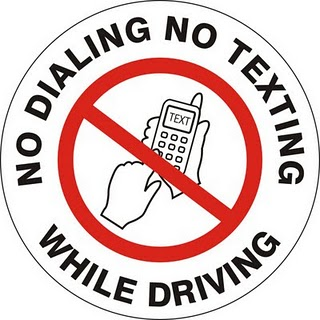 NO DIALING NO TEXTING
TEXT
WHILE DRIVING